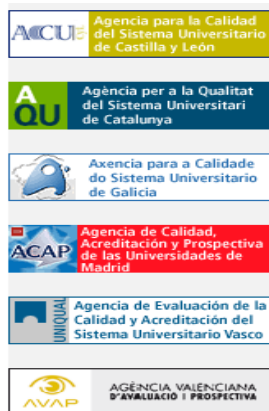 ACCU
Agencia para la Calidad
del Sistema Universitario
de Castilla y León
AQU
Agència per a la Qualitat
del Sistema Universitari
de Catalunya
Axencia para a Calidade
do Sistema Universitario
de Galicia
ACAP
Agencia de Calidad,
Acreditación y Prospectiva
de las Universidades de
Madrid
UNIQUAL
Agencia de Evaluación de la
Calidad y Acreditación del
Sistema Universitario Vasco
AVAP
AGÈNCIA VALENCIANA
D'AVALUACIÓ I PROSPECTIVA